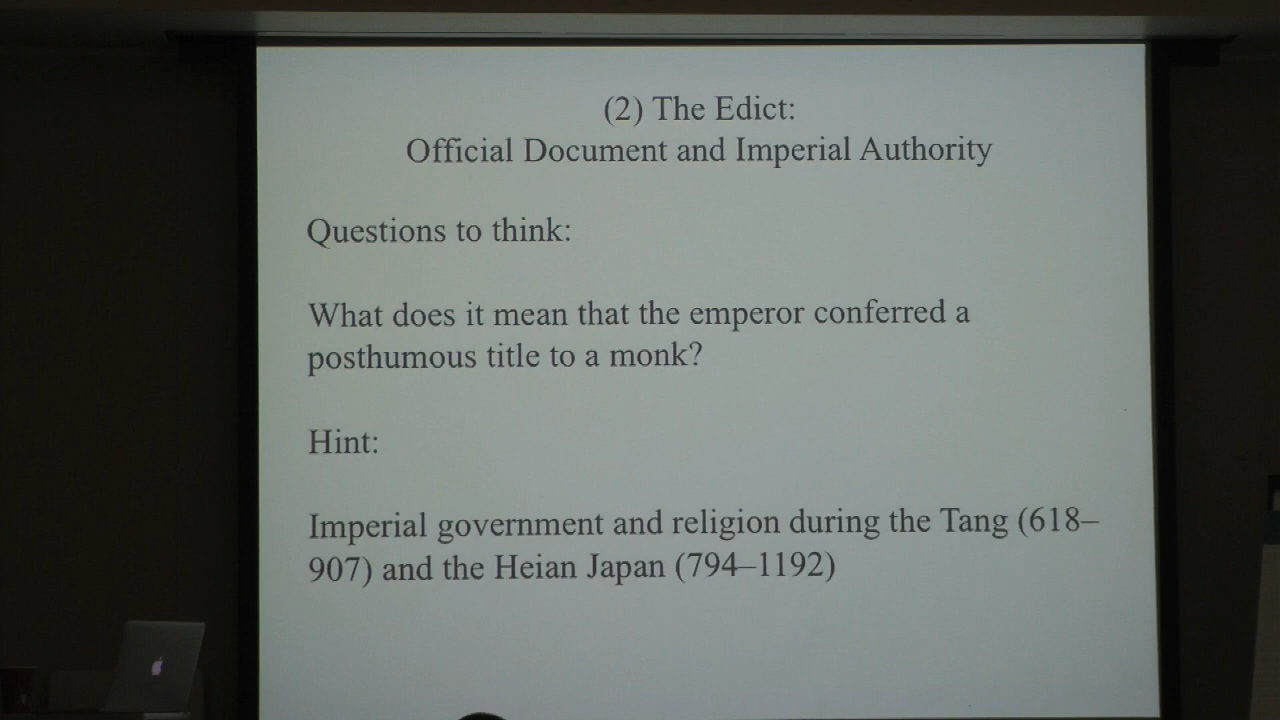 (2) The Edict:
Official Document and Imperial Authority
Questions to think:
What does it mean that the emperor conferred a
posthumous title to a monk?
Hint:
Imperial government and religion during the Tang (618–
907) and the Heian Japan (794–1192)